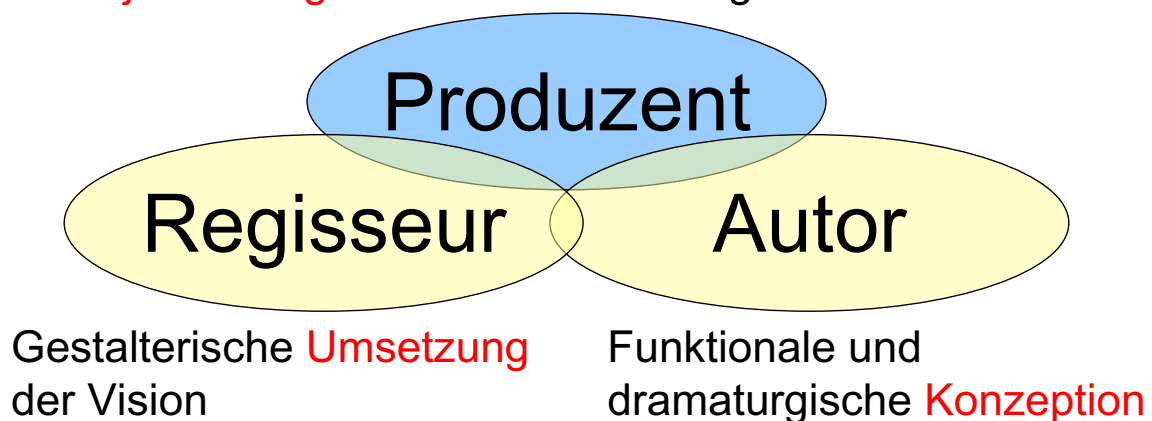 Produzent
Regisseur Autor
Gestalterische Umsetzung
der Vision
Funktionale und
dramaturgische Konzeption